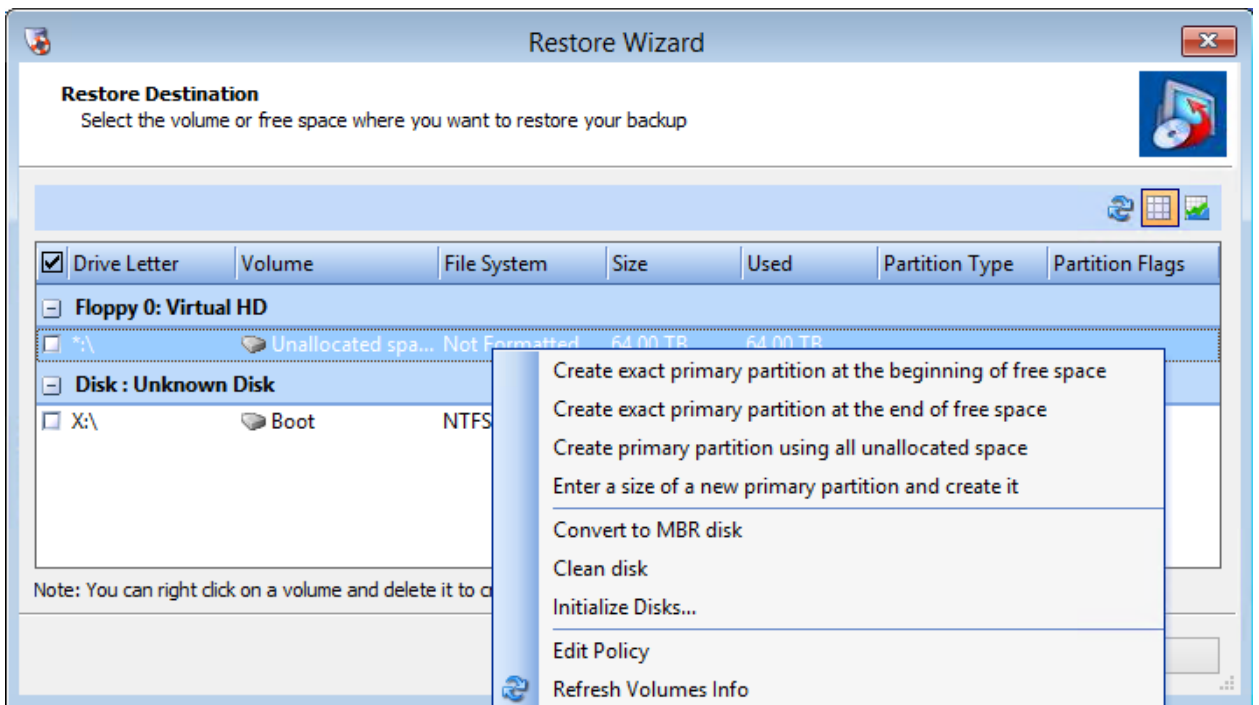 Restore Wizard
Restore Destination
Select the volume or free space where you want to restore your backup
Drive Letter Volume File System Size Used Partition Type Partition Flags
Floppy 0: Virtual HD
*:\ Unallocated spa... Not Formatted 64.00 TB 64.00 TB
Disk : Unknown Disk
X:\ Boot NTFS
Create exact primary partition at the beginning of free space
Create exact primary partition at the end of free space
Create primary partition using all unallocated space
Enter a size of a new primary partition and create it
Convert to MBR disk
Clean disk
Initialize Disks...
Edit Policy
Refresh Volumes Info
Note: You can right click on a volume and delete it to